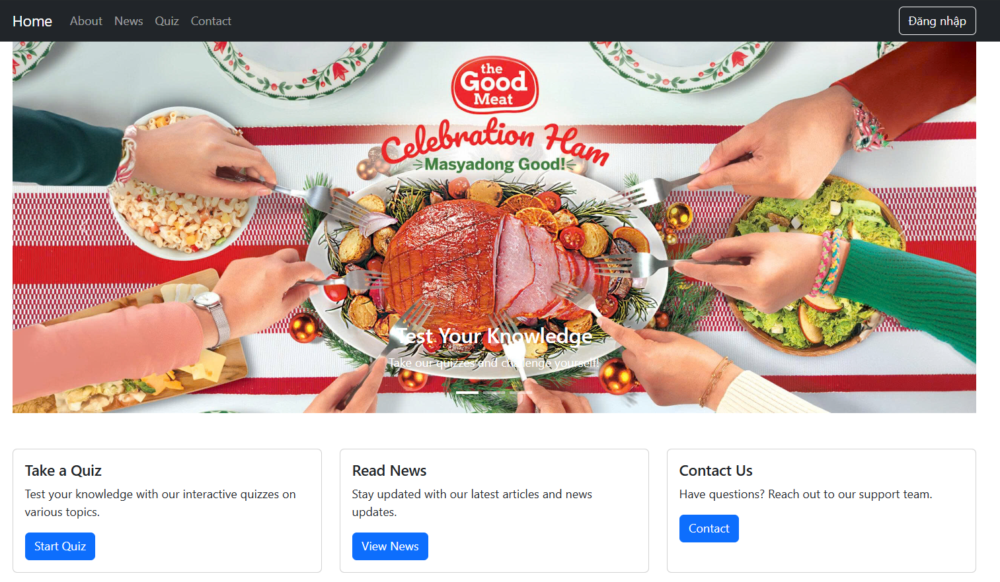 Home About News Quiz Contact Đăng nhập
the
Good
Meat
Celebration Ham
Masyadong Good!
Test Your Knowledge
Take our quizzes and challenge yourself!
Take a Quiz
Test your knowledge with our interactive quizzes on
various topics.
Start Quiz
Read News
Stay updated with our latest articles and news
updates.
View News
Contact Us
Have questions? Reach out to our support team.
Contact